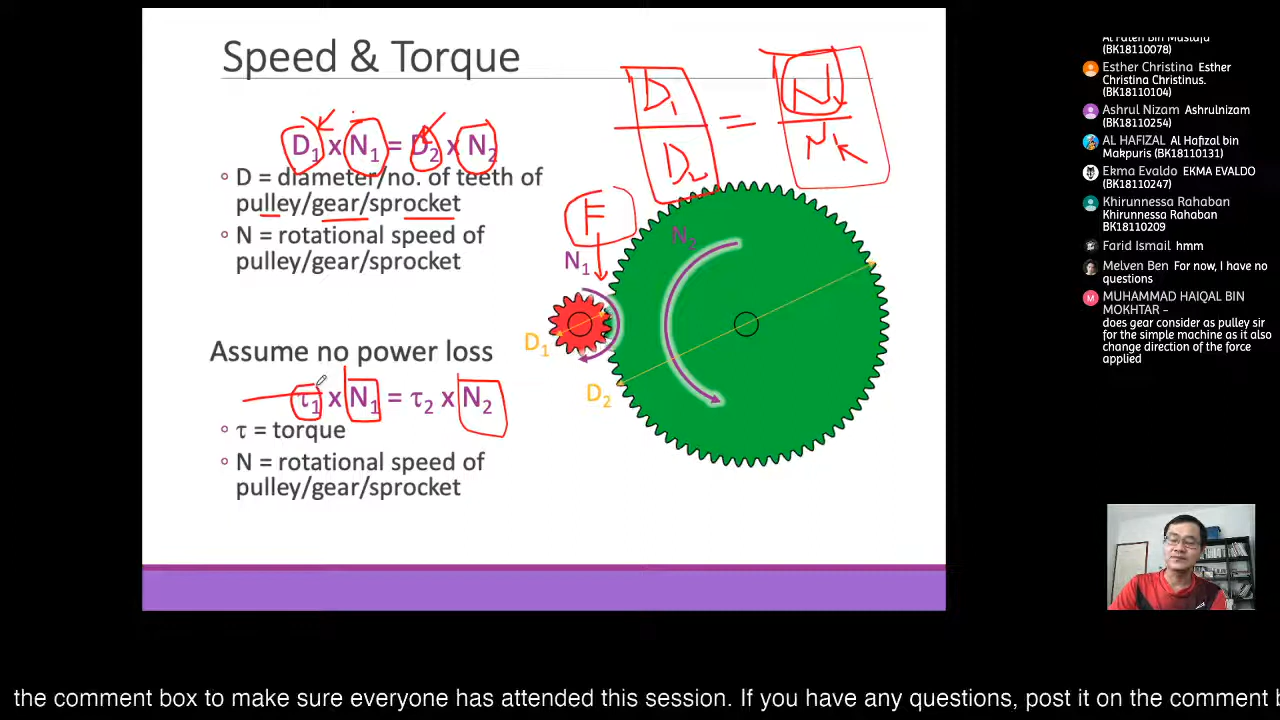 Speed & Torque
D₁ x N₁ = D₂ x N₂
◦ D = diameter/no. of teeth of
pulley/gear/sprocket
◦ N = rotational speed of
pulley/gear/sprocket
D₁
D₂
=
N₁
F
N₂
N₁
D₁
D₂
Assume no power loss
τ₁ x N₁ = τ₂ x N₂
◦ τ = torque
◦ N = rotational speed of
pulley/gear/sprocket
(BK18110078)
Esther Christina Esther
Christina Christinus.
(BK18110104)
Ashrul Nizam Ashrulnizam
(BK18110254)
AL HAFIZAL Al Hafizal bin
Makpuris (BK18110131)
Ekma Evaldo EKMA EVALDO
(BK18110247)
Khirunnessa Rahaban
Khirunnessa Rahaban
BK18110209
Farid Ismail hmm
Melven Ben For now, I have no
questions
M MUHAMMAD HAIQAL BIN
MOKHTAR -
does gear consider as pulley sir
for the simple machine as it also
change direction of the force
applied
the comment box to make sure everyone has attended this session. If you have any questions, post it on the comment